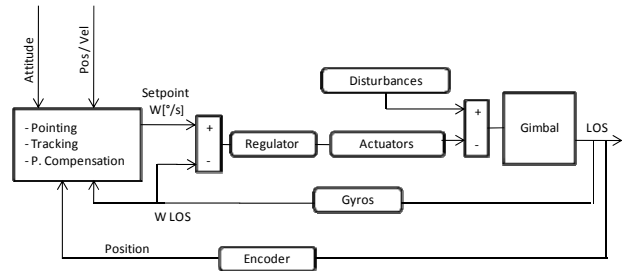 Attitude
Pos/ Vel
Setpoint
W[°/s]
Disturbances
- Pointing
- Tracking
- P. Compensation
+
-
Regulator
Actuators
+
-
Gimbal
LOS
W LOS
Gyros
Position
Encoder